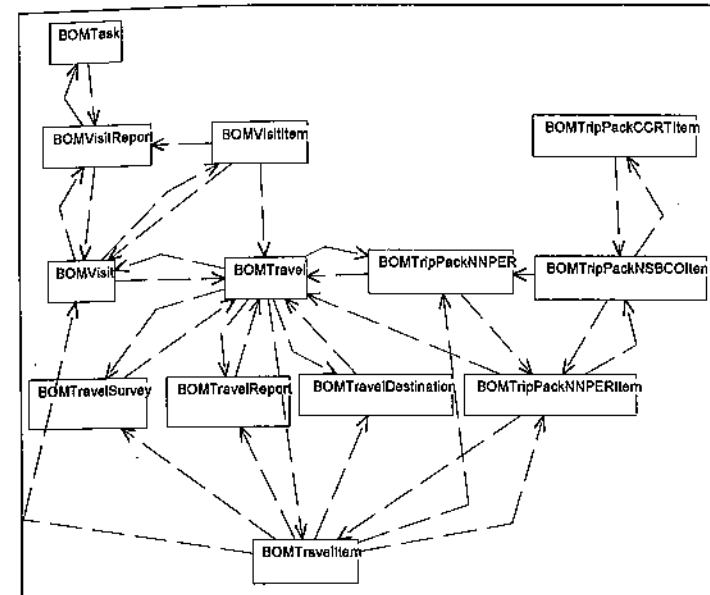 BOMTask
BOMVisitReport
BOMVisitItem
BOMTripPackCCRTItem
BOMVisit
BOMTravel
BOMTripPackNNPER
BOMTripPackNSBCOItem
BOMTravelSurvey
BOMTravelReport
BOMTravelDestination
BOMTripPackNNPERItem
BOMTravelItem